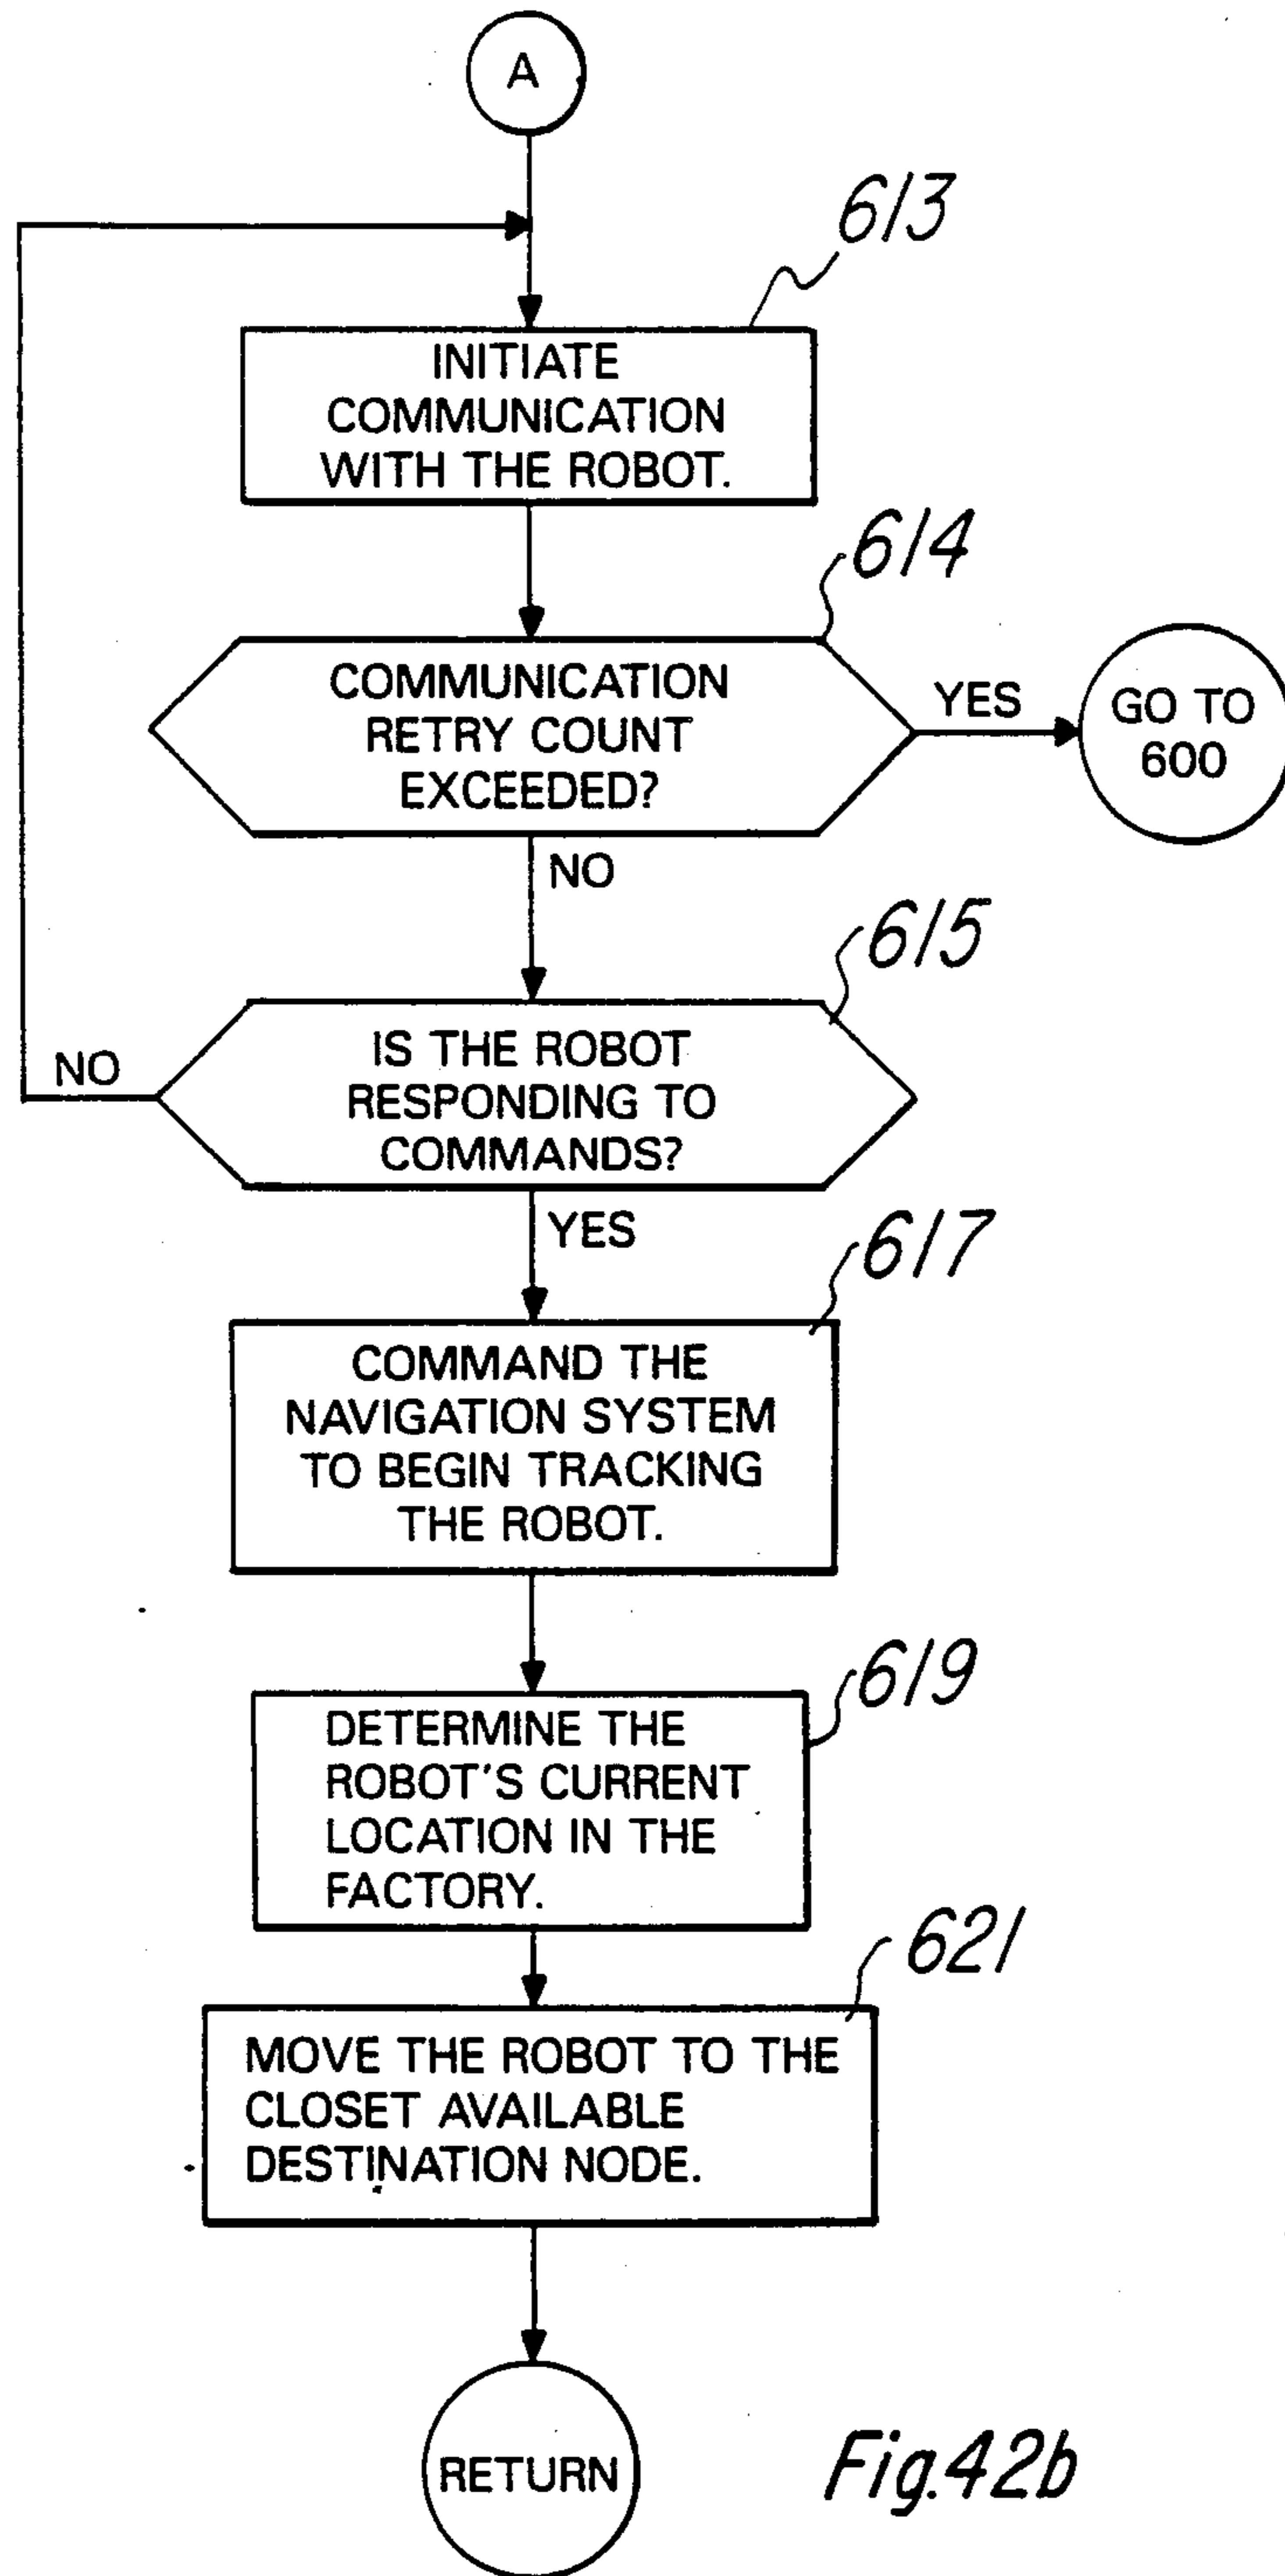 A
613
INITIATE
COMMUNICATION
WITH THE ROBOT.
614
COMMUNICATION
RETRY COUNT
EXCEEDED?
YES
GO TO
600
NO
615
IS THE ROBOT
RESPONDING TO
COMMANDS?
NO
YES
617
COMMAND THE
NAVIGATION SYSTEM
TO BEGIN TRACKING
THE ROBOT.
619
DETERMINE THE
ROBOT'S CURRENT
LOCATION IN THE
FACTORY.
621
MOVE THE ROBOT TO THE
CLOSET AVAILABLE
DESTINATION NODE.
RETURN
Fig.42b